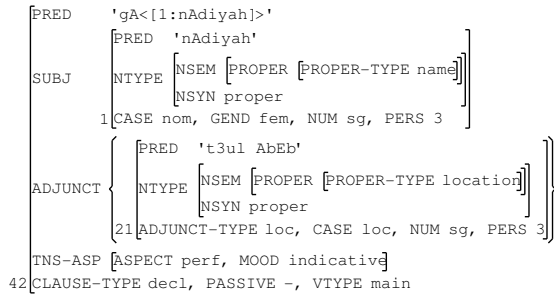 PRED 'gA<[1:nAdiyah]>'
PRED 'nAdiyah'
SUBJ NTYPE NSEM PROPER PROPER-TYPE name
NSYN proper
1 CASE nom, GEND fem, NUM sg, PERS 3
PRED 't3ul AbEb'
ADJUNCT NTYPE NSEM PROPER PROPER-TYPE location
NSYN proper
21 ADJUNCT-TYPE loc, CASE loc, NUM sg, PERS 3
TNS-ASP ASPECT perf, MOOD indicative
42 CLAUSE-TYPE decl, PASSIVE -, VTYPE main